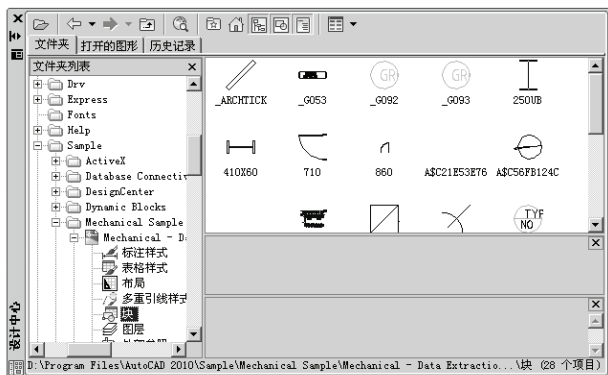 文件夹 打开的图形 历史记录
文件夹列表
Drv
Express
Fonts
Help
Sample
ActiveX
Database Connectiv
DesignCenter
Dynamic Blocks
Mechanical Sample
Mechanical - D
标注样式
表格样式
布局
多重引线样式
块
图层
外部参照
_ARCHTICK _G053 _G092 _G093 250UB
GR GR
410X60 710 860 A$C21E53E76 A$C56FB124C
TYP
NO
设计中心
D:\Program Files\AutoCAD 2010\Sample\Mechanical Sample\Mechanical - Data Extractio...\块 (28 个项目)